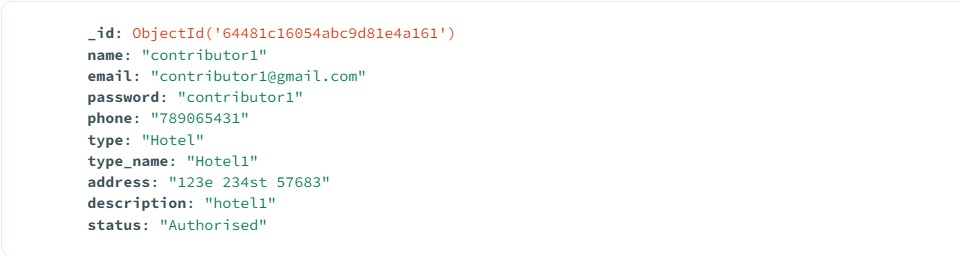 _id: ObjectId('64481c16054abc9d81e4a161')
name: "contributor1"
email: "contributor1@gmail.com"
password: "contributor1"
phone: "789065431"
type: "Hotel"
type_name: "Hotel1"
address: "123e 234st 57683"
description: "hotel1"
status: "Authorised"